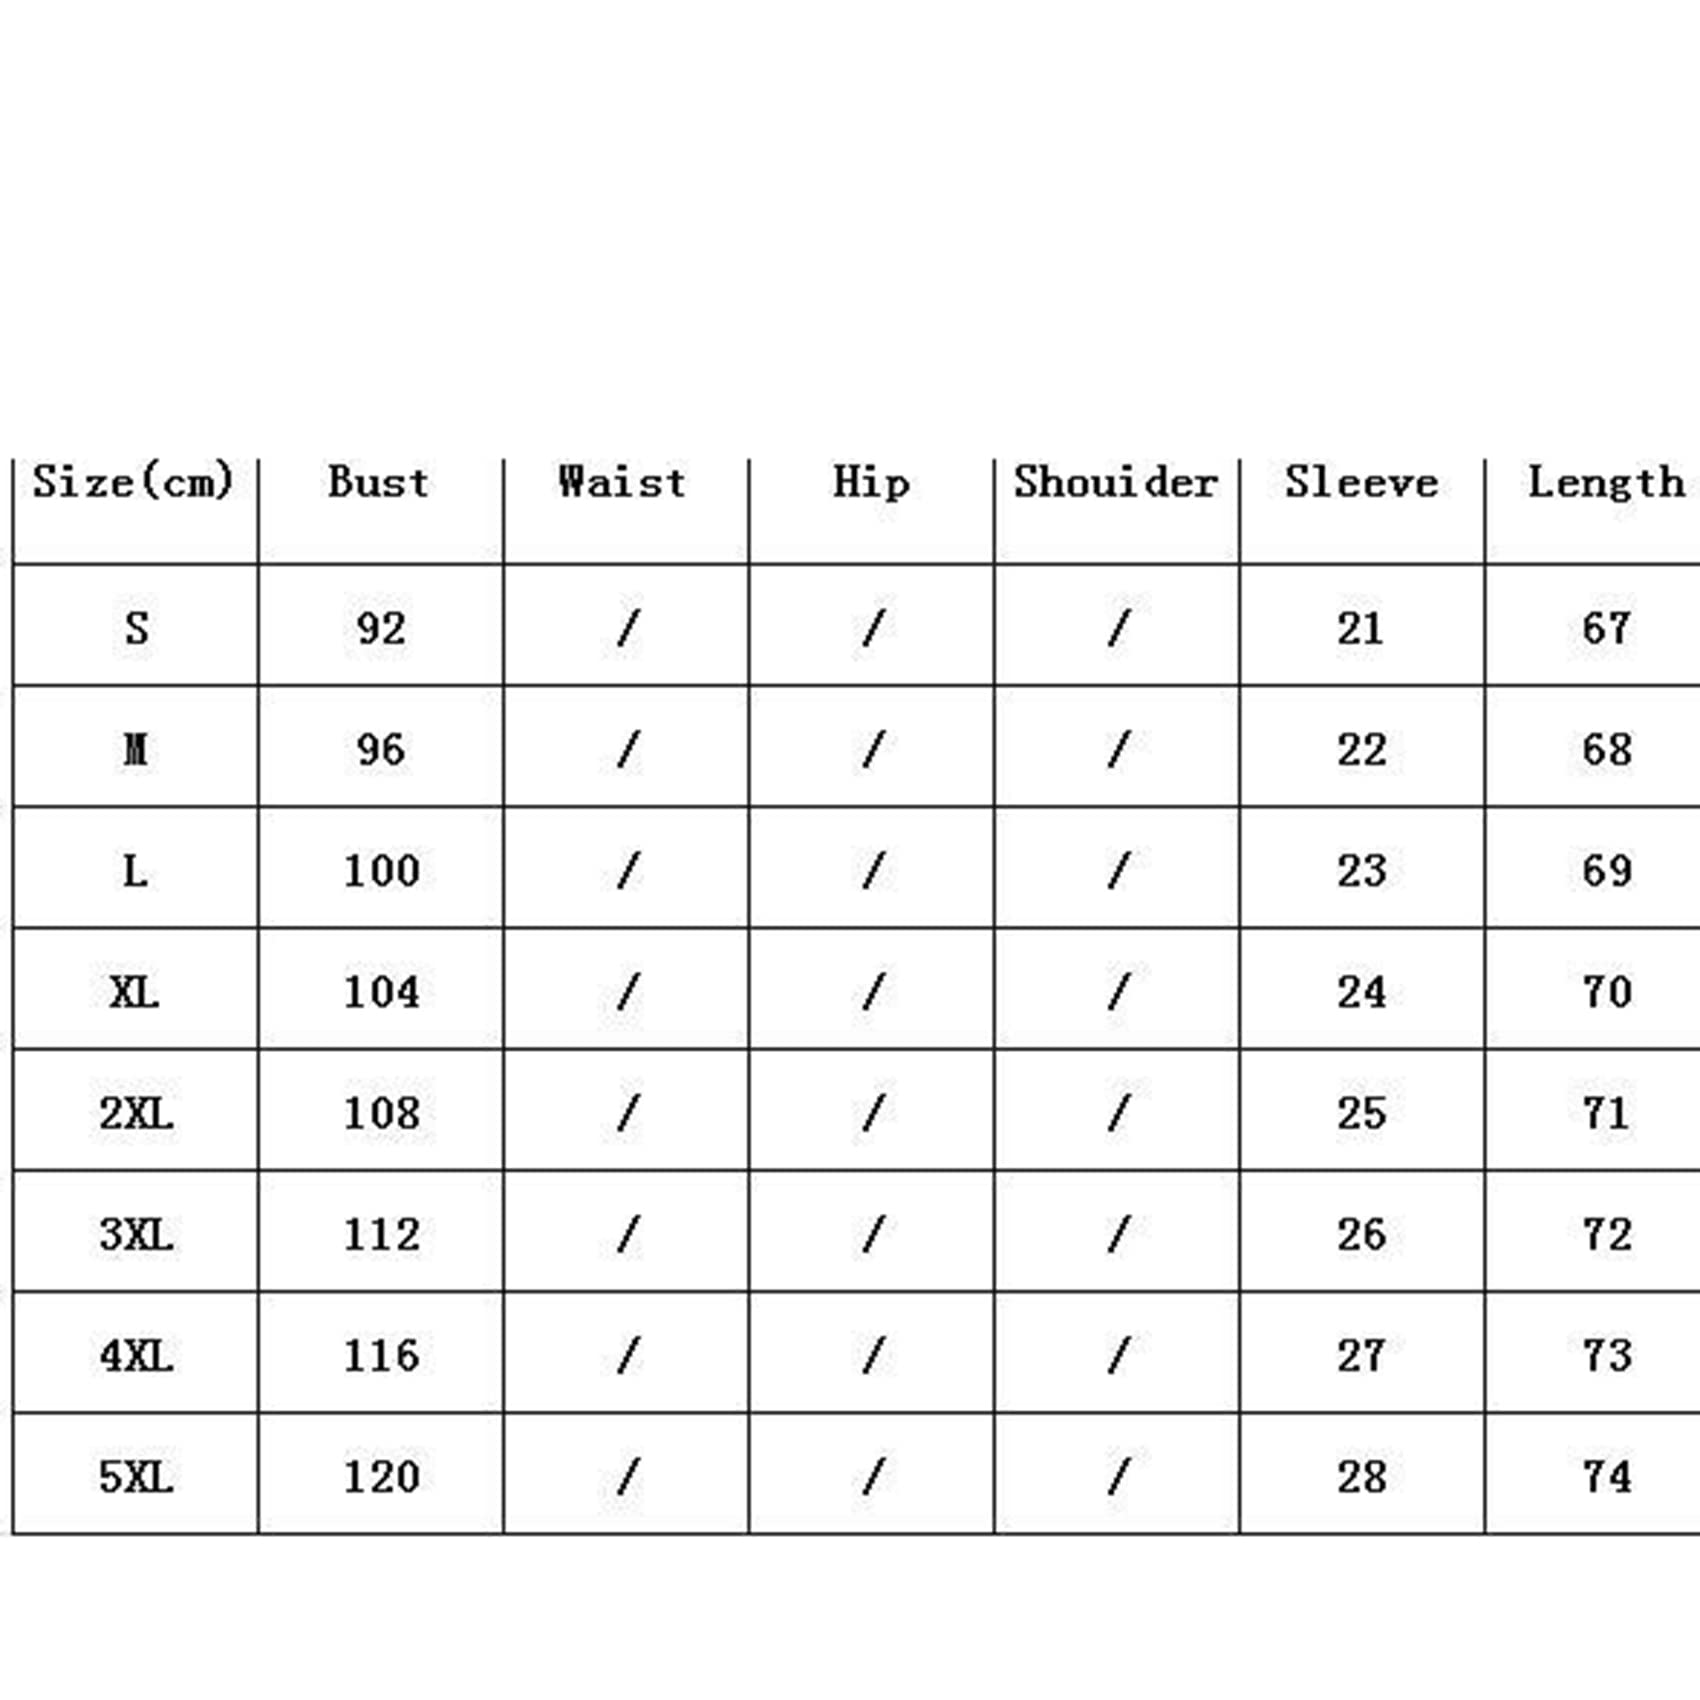 Size(cm) Bust Waist Hip Shouider Sleeve Length
S 92 / / / 21 67
M 96 / / / 22 68
L 100 / / / 23 69
XL 104 / / / 24 70
2XL 108 / / / 25 71
3XL 112 / / / 26 72
4XL 116 / / / 27 73
5XL 120 / / / 28 74